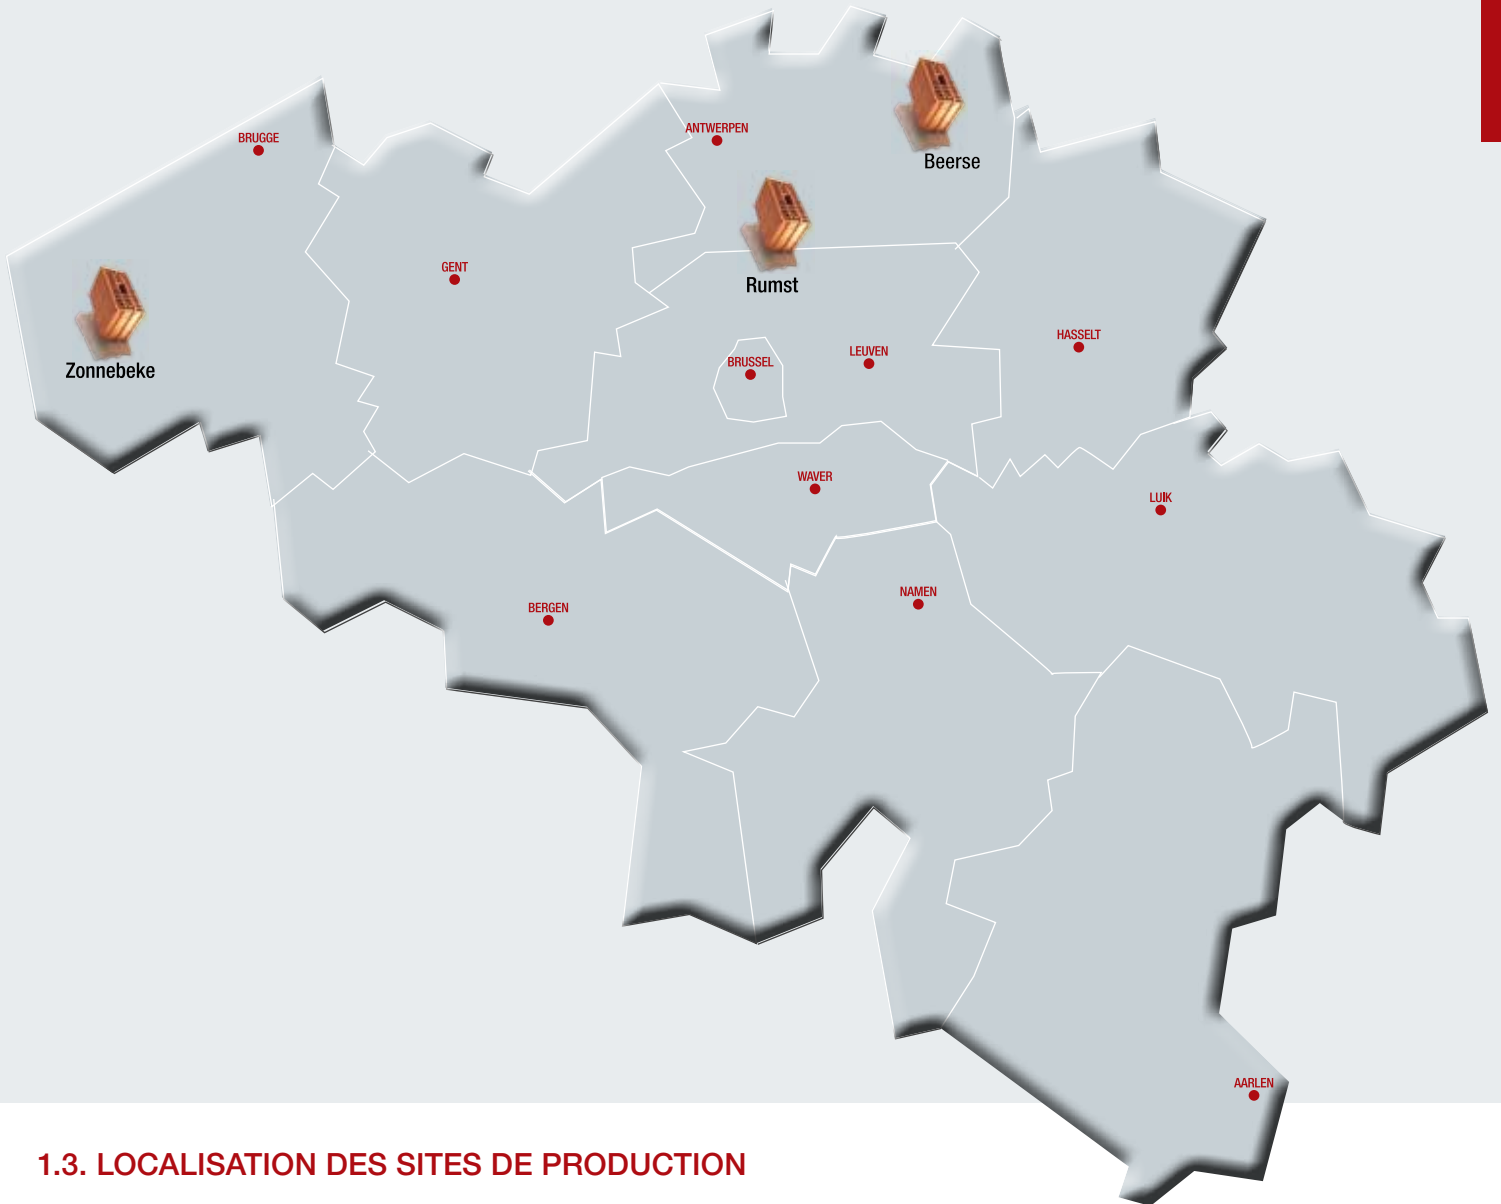 BRUGGE
ANTWERPEN
Beerse
GENT
Rumst
Zonnebeke
BRUSSEL
LEUVEN
HASSELT
WAVER
LUIK
BERGEN
NAMEN
AARLEN
1.3. LOCALISATION DES SITES DE PRODUCTION